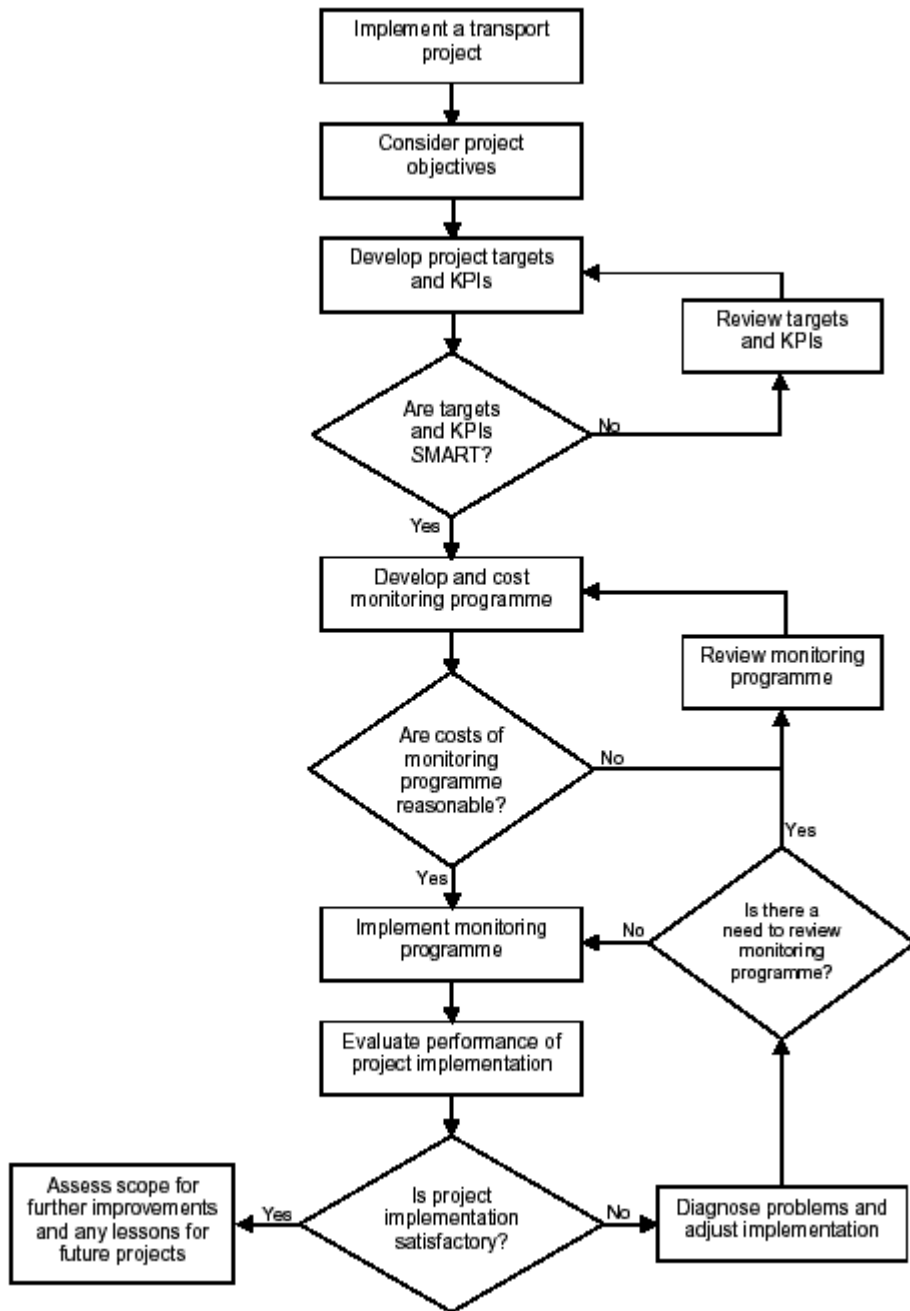 Implement a transport
project
Consider project
objectives
Develop project targets
and KPIs
Review targets
and KPIs
Are targets
and KPIs
SMART?
No
Yes
Develop and cost
monitoring programme
Review monitoring
programme
Are costs of
monitoring
programme
reasonable?
No
Yes
Yes
Implement monitoring
programme
No
Is there a
need to review
monitoring
programme?
Evaluate performance of
project implementation
Assess scope for
further improvements
and any lessons for
future projects
Yes
Is project
implementation
satisfactory?
No
Diagnose problems and
adjust implementation